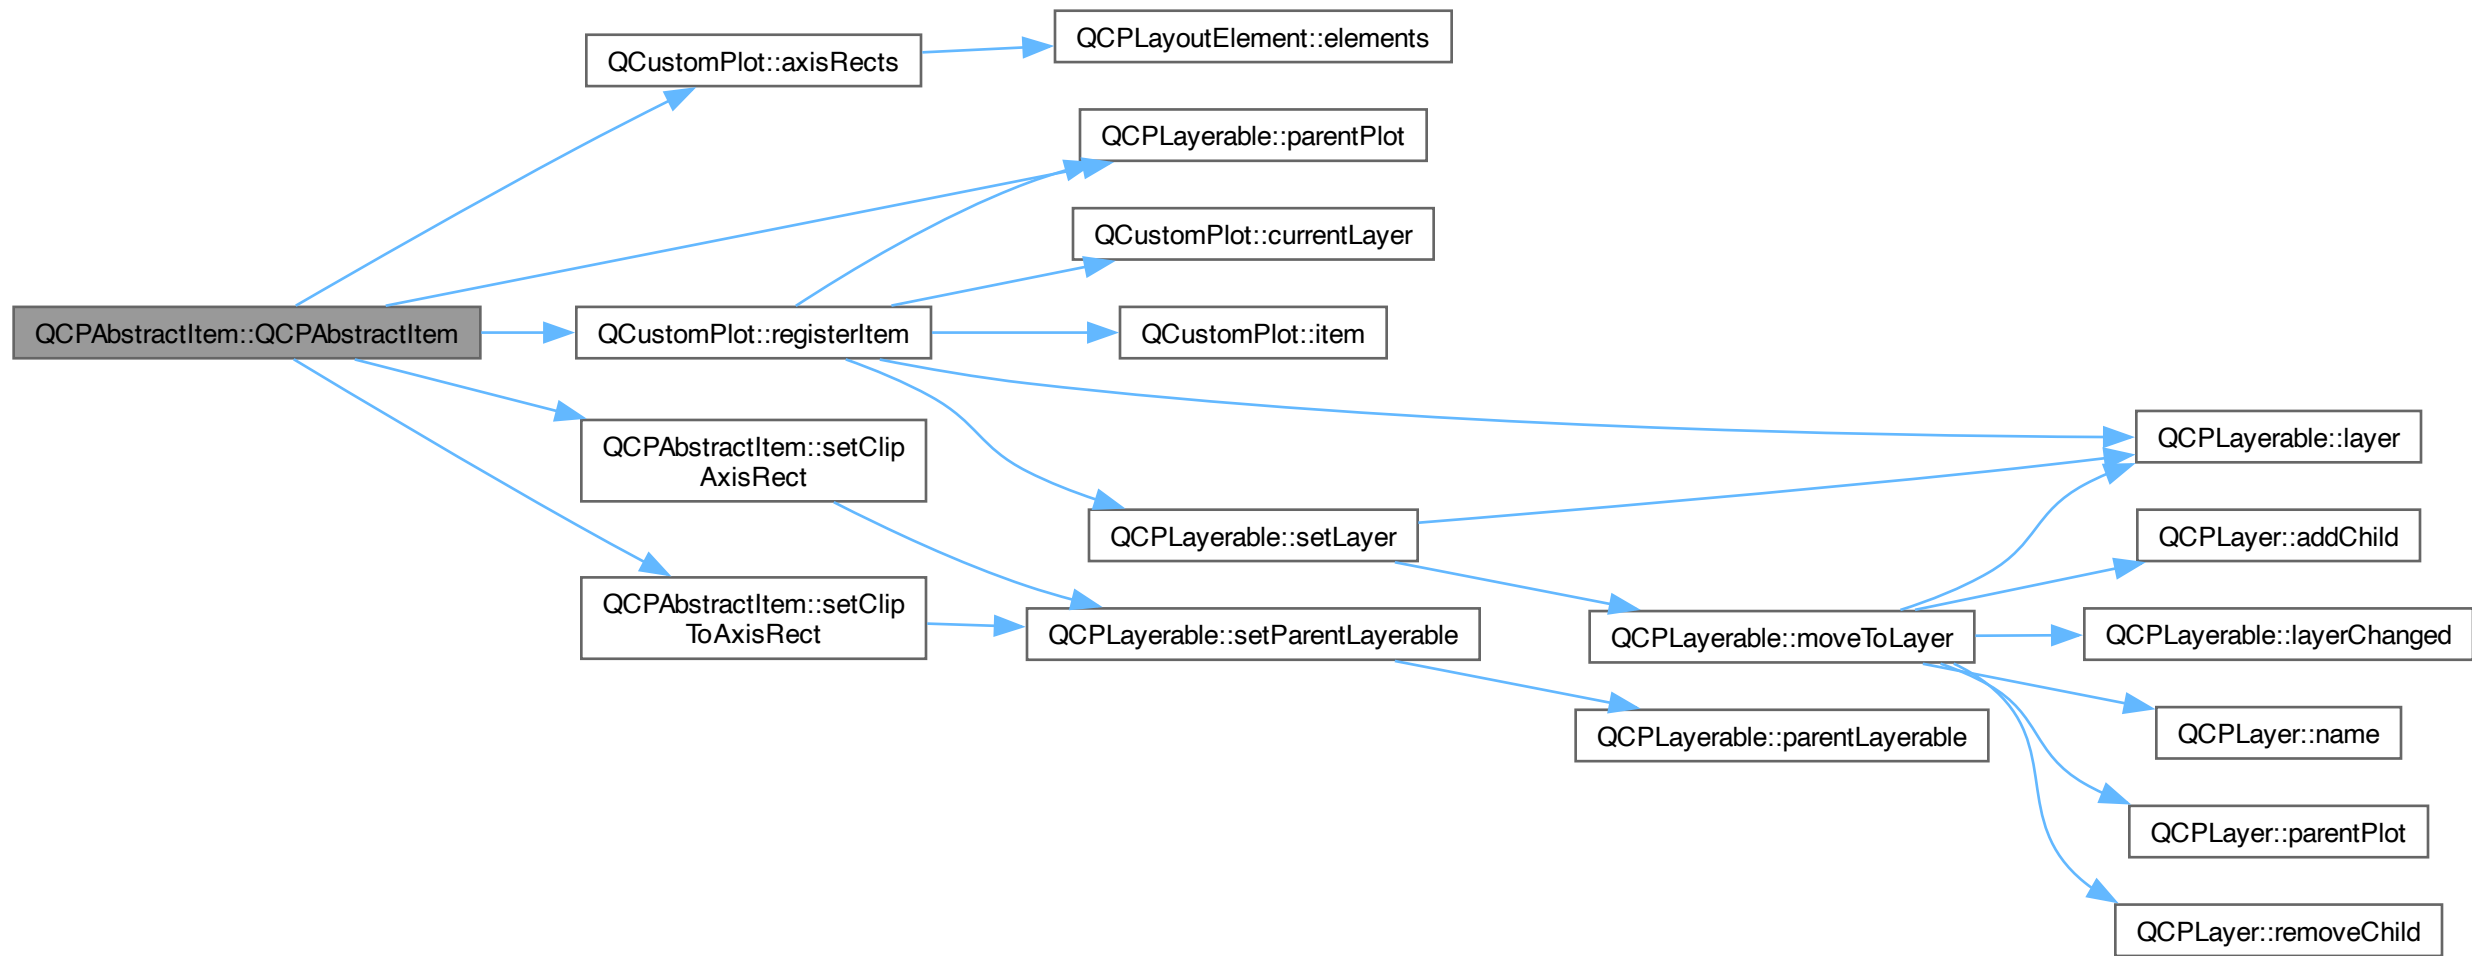 QCPAbstractItem::QCPAbstractItem
QCustomPlot::axisRects
QCPLayoutElement::elements
QCPLayerable::parentPlot
QCustomPlot::registerItem
QCustomPlot::currentLayer
QCustomPlot::item
QCPLayerable::layer
QCPLayerable::setLayer
QCPLayerable::moveToLayer
QCPLayer::addChild
QCPLayerable::layerChanged
QCPLayer::name
QCPLayer::parentPlot
QCPLayer::removeChild
QCPAbstractItem::setClip
AxisRect
QCPLayerable::setParentLayerable
QCPLayerable::parentLayerable
QCPAbstractItem::setClip
ToAxisRect